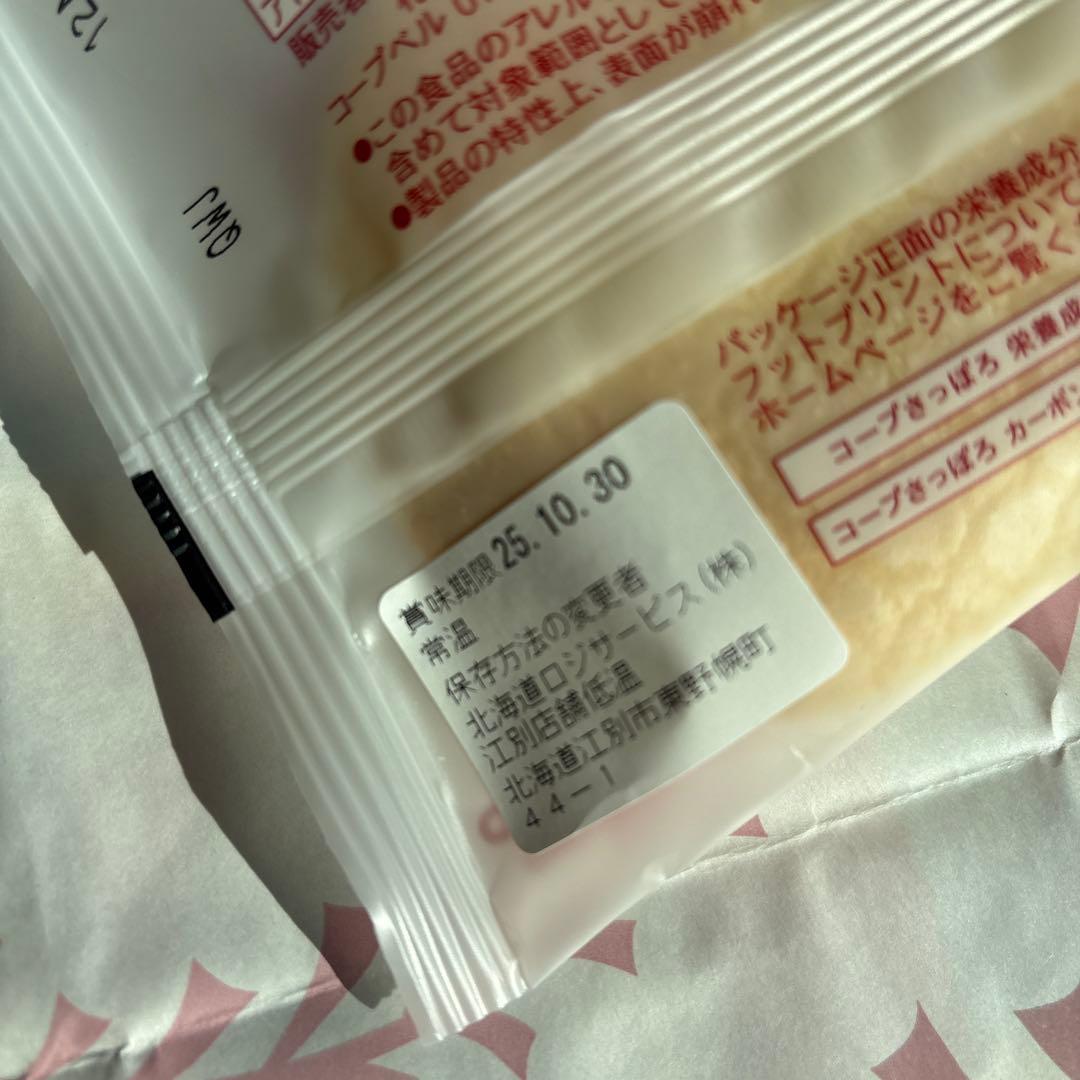 販売者
コープベル
●この食品のアレル
含めて対象範囲として
●製品の特性上、表面が崩れ
QWJ
パッケージ正面の栄養成分
フットプリントについて
ホームページをご覧く
コープさっぽろ 栄養成
コープさっぽろ カーボン
賞味期限25.10.30
常温
保存方法の変更者
北海道ロジサービス(株)
江別店舗低温
北海道江別市東野幌町
44-1